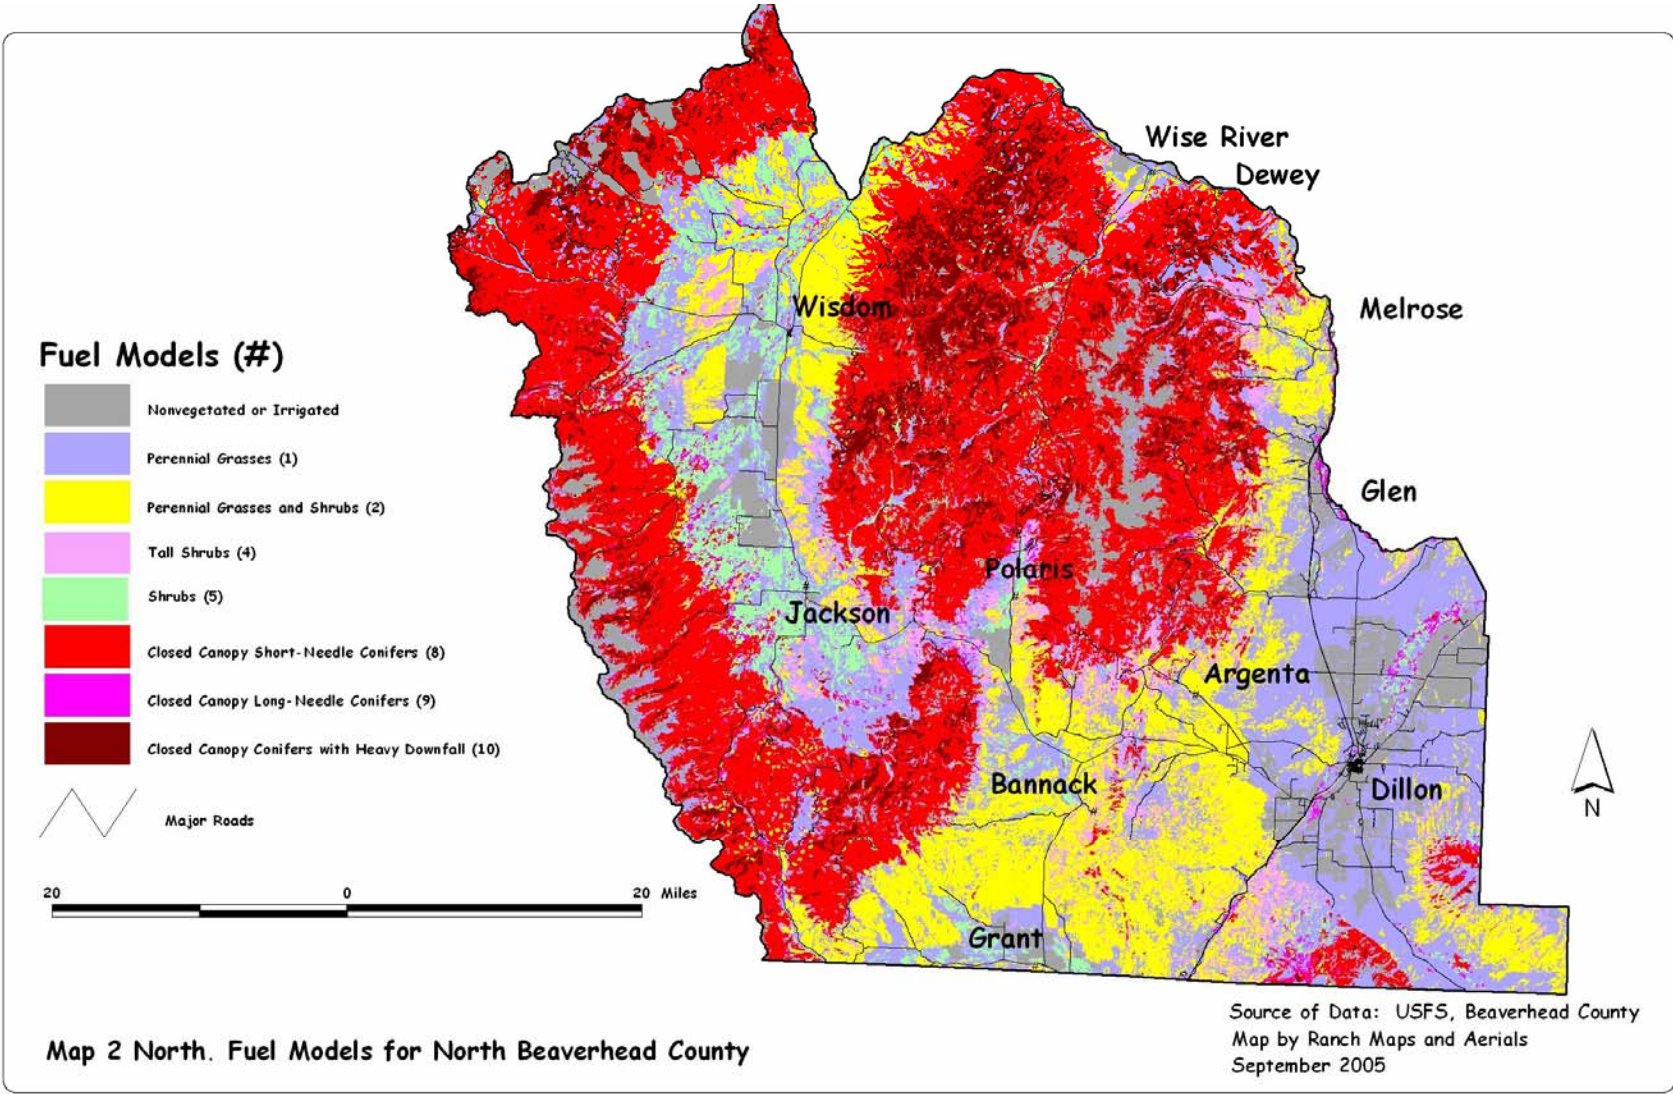 Wise River
Dewey
Wisdom
Melrose
Fuel Models (#)
Nonvegetated or Irrigated
Perennial Grasses (1)
Perennial Grasses and Shrubs (2)
Glen
Tall Shrubs (4)
Polaris
Shrubs (5)
Jackson
Closed Canopy Short-Needle Conifers (8)
Argenta
Closed Canopy Long-Needle Conifers (9)
Closed Canopy Conifers with Heavy Downfall (10)
Bannack
Dillon
N
Major Roads
20 0 20 Miles
Grant
Source of Data: USFS, Beaverhead County
Map by Ranch Maps and Aerials
September 2005
Map 2 North. Fuel Models for North Beaverhead County